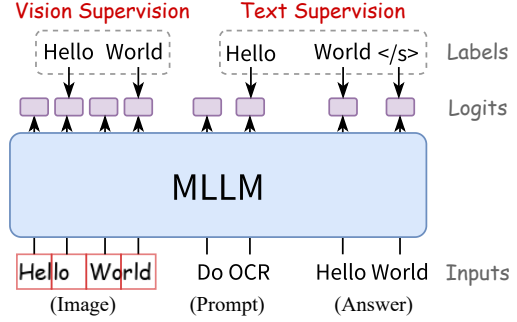 Vision Supervision Text Supervision
Hello World Hello World </s> Labels
Logits
MLLM
Hello World Do OCR Hello World Inputs
(Image) (Prompt) (Answer)